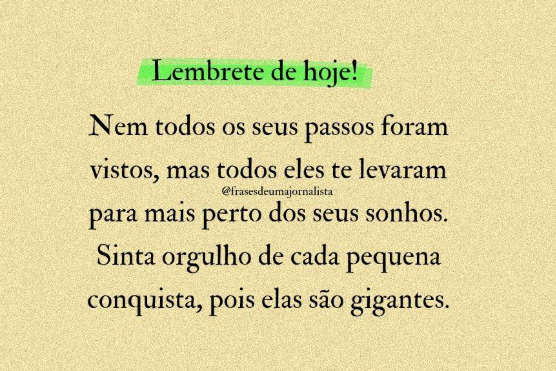 Lembrete de hoje!
Nem todos os seus passos foram
vistos, mas todos eles te levaram
@frasesdeumajornalista
para mais perto dos seus sonhos.
Sinta orgulho de cada pequena
conquista, pois elas são gigantes.